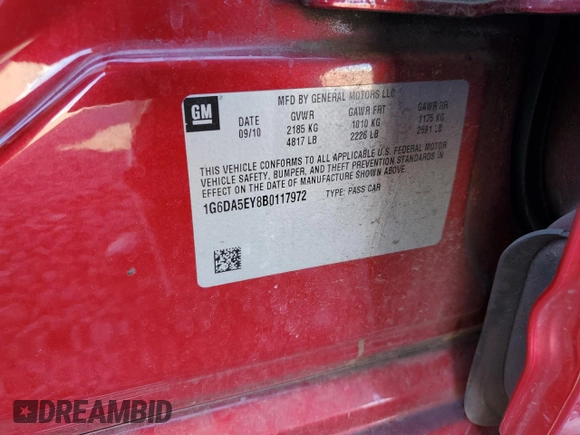 GM
MFD BY GENERAL MOTORS LLC
DATE GVWR GAWR FRT GAWR RR
09/10 2185 KG 1010 KG 1175 KG
4817 LB 2226 LB 2591 LB
THIS VEHICLE CONFORMS TO ALL APPLICABLE U.S. FEDERAL MOTOR
VEHICLE SAFETY, BUMPER, AND THEFT PREVENTION STANDARDS IN
EFFECT ON THE DATE OF MANUFACTURE SHOWN ABOVE.
1G6DA5EY8B0117972 TYPE: PASS CAR
DREAMBID